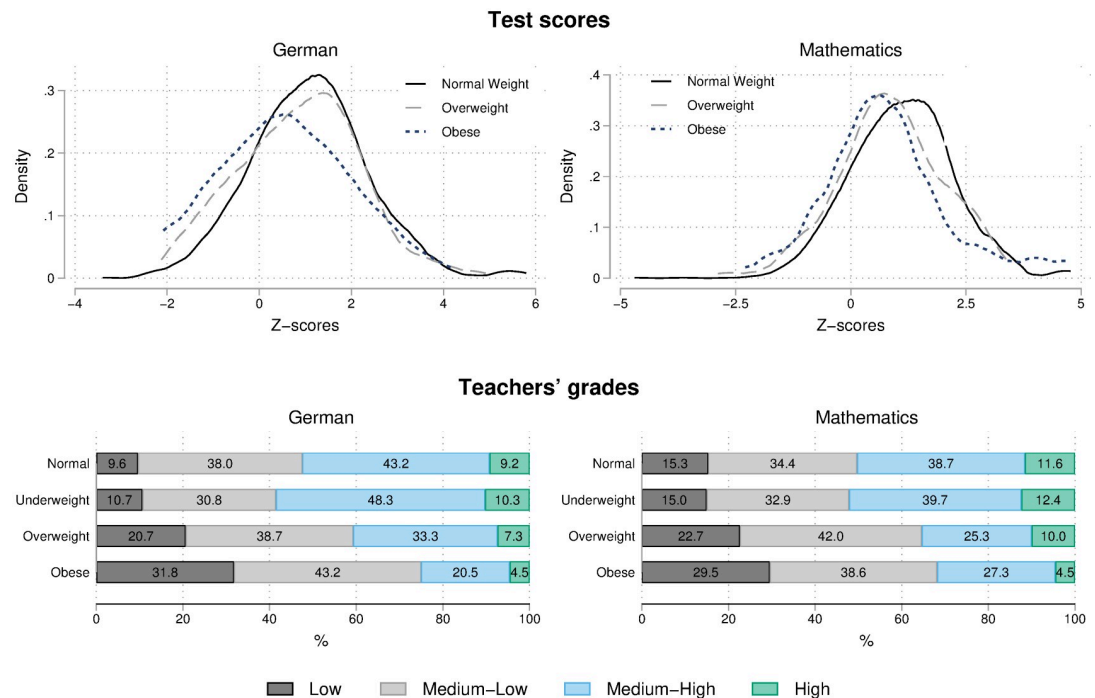 Test scores
German
Normal Weight
Overweight
Obese
Density
.3
.2
.1
0
−4 −2 0 2 4 6
Z−scores
Mathematics
Normal Weight
Overweight
Obese
Density
.4
.3
.2
.1
0
−5 −2.5 0 2.5 5
Z−scores
Teachers’ grades
German
Normal 9.6 38.0 43.2 9.2
Underweight 10.7 30.8 48.3 10.3
Overweight 20.7 38.7 33.3 7.3
Obese 31.8 43.2 20.5 4.5
0 20 40 60 80 100
%
Mathematics
Normal 15.3 34.4 38.7 11.6
Underweight 15.0 32.9 39.7 12.4
Overweight 22.7 42.0 25.3 10.0
Obese 29.5 38.6 27.3 4.5
0 20 40 60 80 100
%
Low Medium−Low Medium−High High